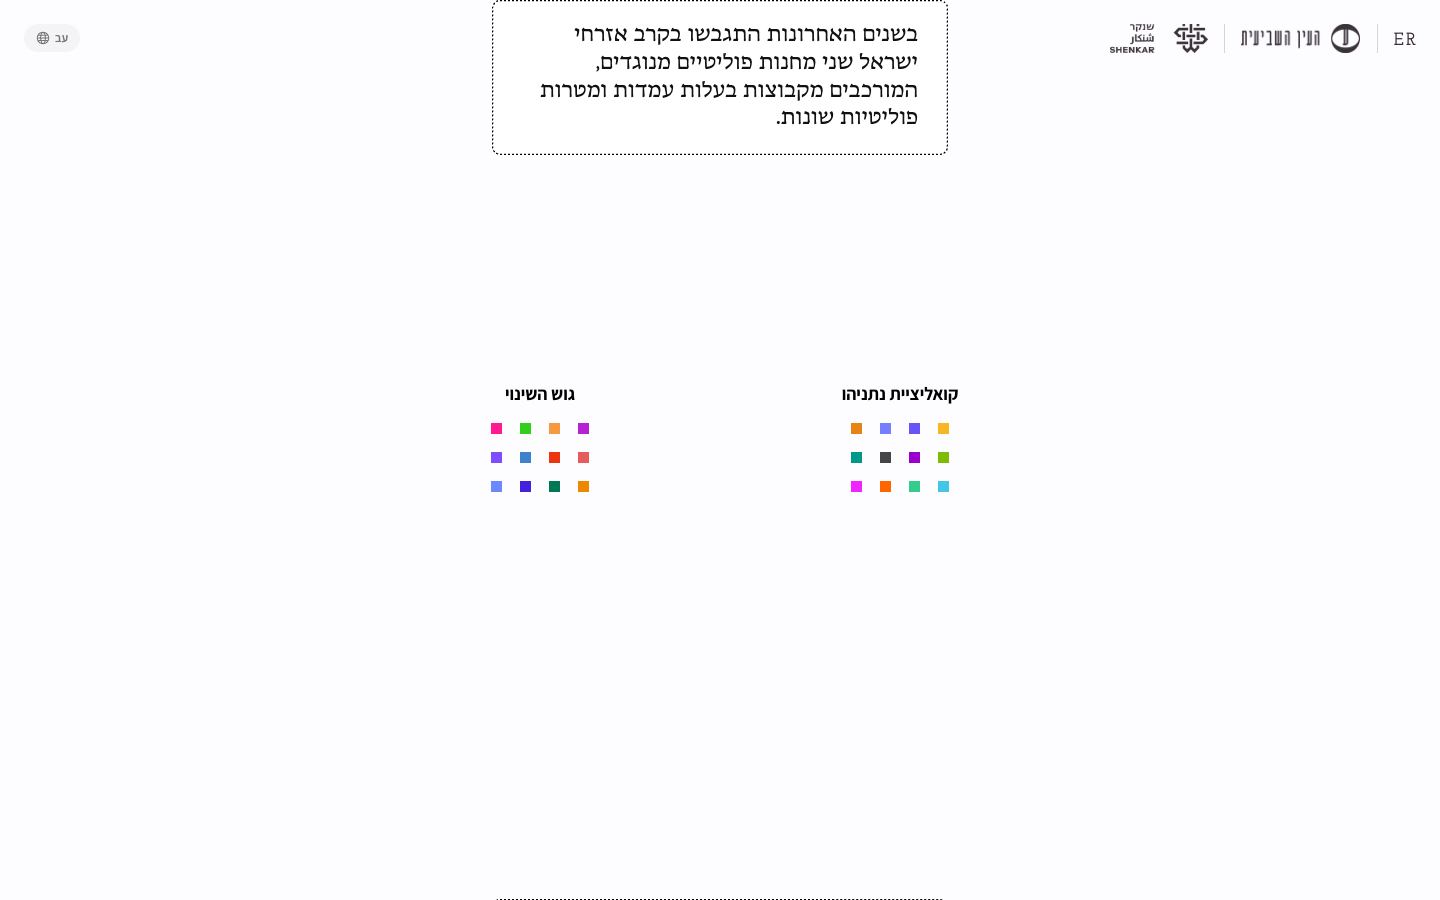 ER
העין השביעית
שנקר
شنكار
SHENKAR
עב
בשנים האחרונות התגבשו בקרב אזרחי
ישראל שני מחנות פוליטיים מנוגדים,
המורכבים מקבוצות בעלות עמדות ומטרות
פוליטיות שונות.
קואליציית נתניהו
גוש השינוי